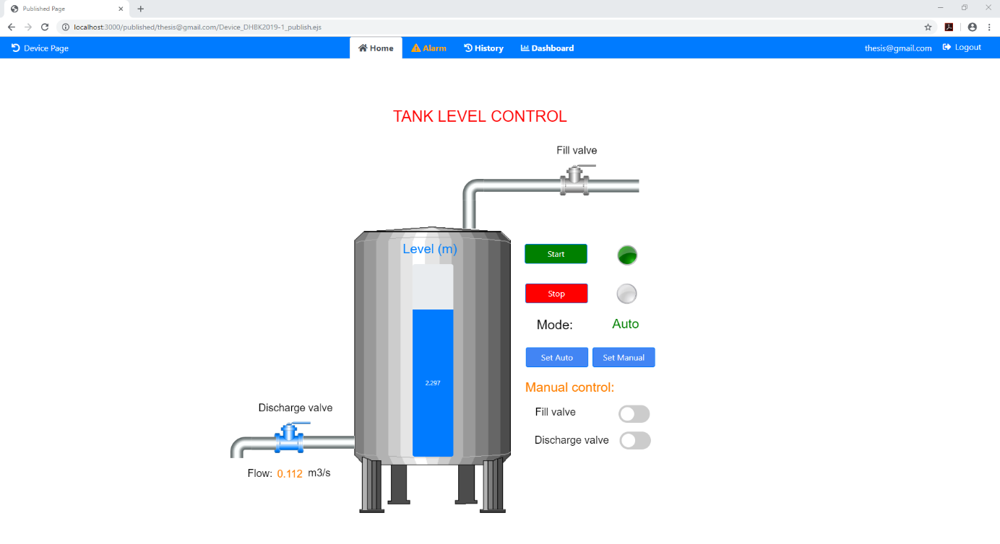 Published Page
localhost:3000/published/thesis@gmail.com/Device_DHBK2019-1_publish.ejs
Device Page Home Alarm History Dashboard thesis@gmail.com Logout
TANK LEVEL CONTROL
Fill valve
Level (m)
Start
Stop
Mode: Auto
Set Auto Set Manual
2.297
Manual control:
Discharge valve
Fill valve
Discharge valve
Flow: 0.112 m3/s